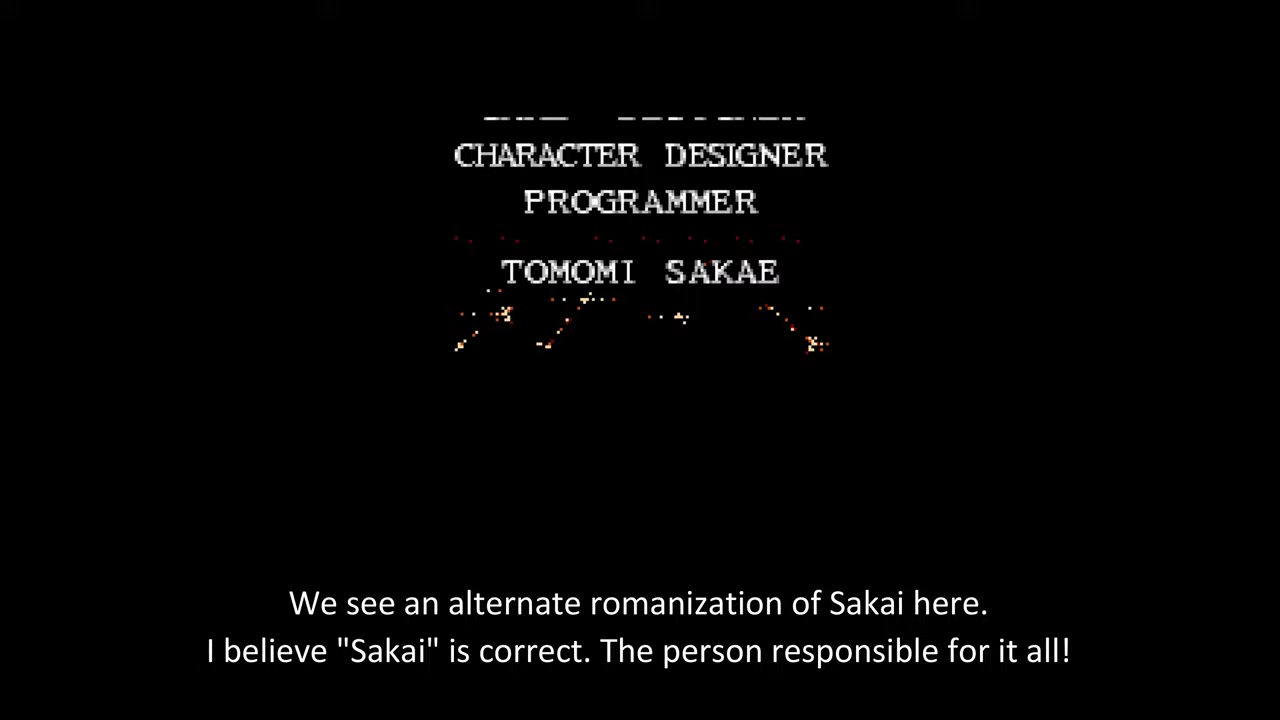 CHARACTER DESIGNER
PROGRAMMER
TOMOMI SAKAE
We see an alternate romanization of Sakai here.
I believe "Sakai" is correct. The person responsible for it all!